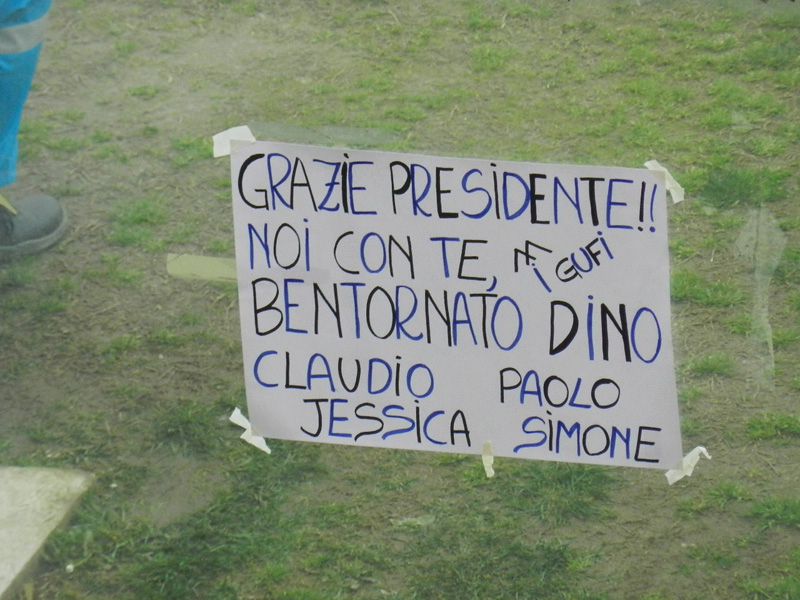 GRAZiE PRESiDENTE!!
NOi CON TE, i GUFi
BENTORNATO DiNO
CLAUDiO PAOLO
JESSiCA SiMONE